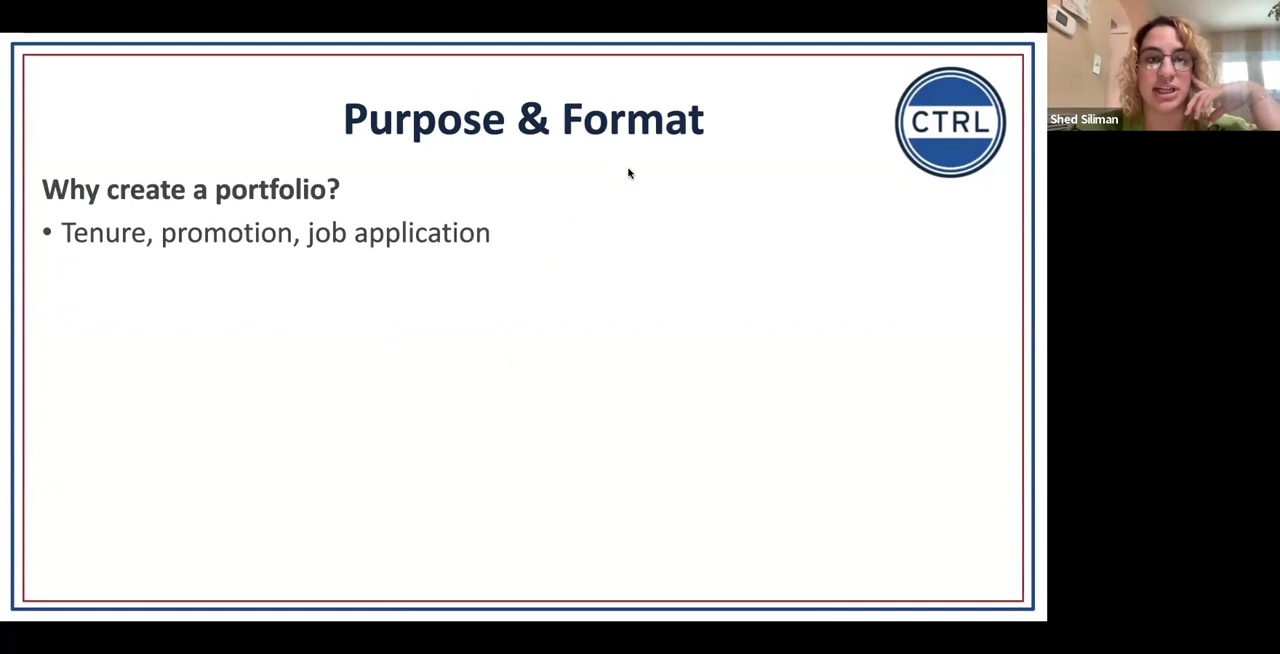 Purpose & Format
CTRL
Why create a portfolio?
• Tenure, promotion, job application
Shed Siliman